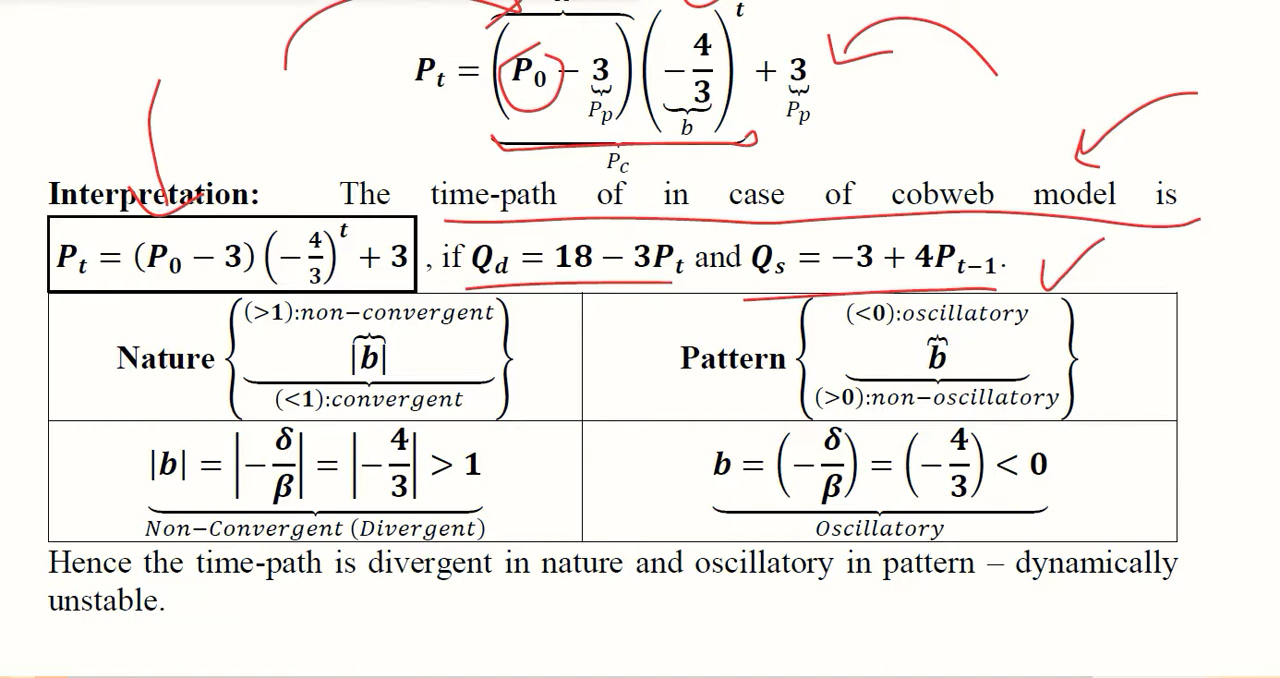 P_t = (P_0 − 3) (−4/3)^t + 3
P_p b P_p
P_c
Interpretation: The time-path of in case of cobweb model is
P_t = (P_0 − 3) (−4/3)^t + 3 , if Q_d = 18 − 3P_t and Q_s = −3 + 4P_{t−1}.
Nature { (>1):non−convergent |b| (<1):convergent } Pattern { (<0):oscillatory b (>0):non−oscillatory }
|b| = |−δ/β| = |−4/3| > 1 b = (−δ/β) = (−4/3) < 0
Non−Convergent (Divergent) Oscillatory
Hence the time-path is divergent in nature and oscillatory in pattern – dynamically
unstable.